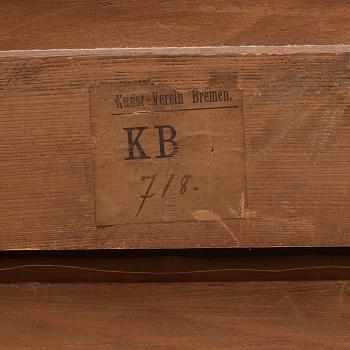 Kunst-Verein Bremen.
KB
718.